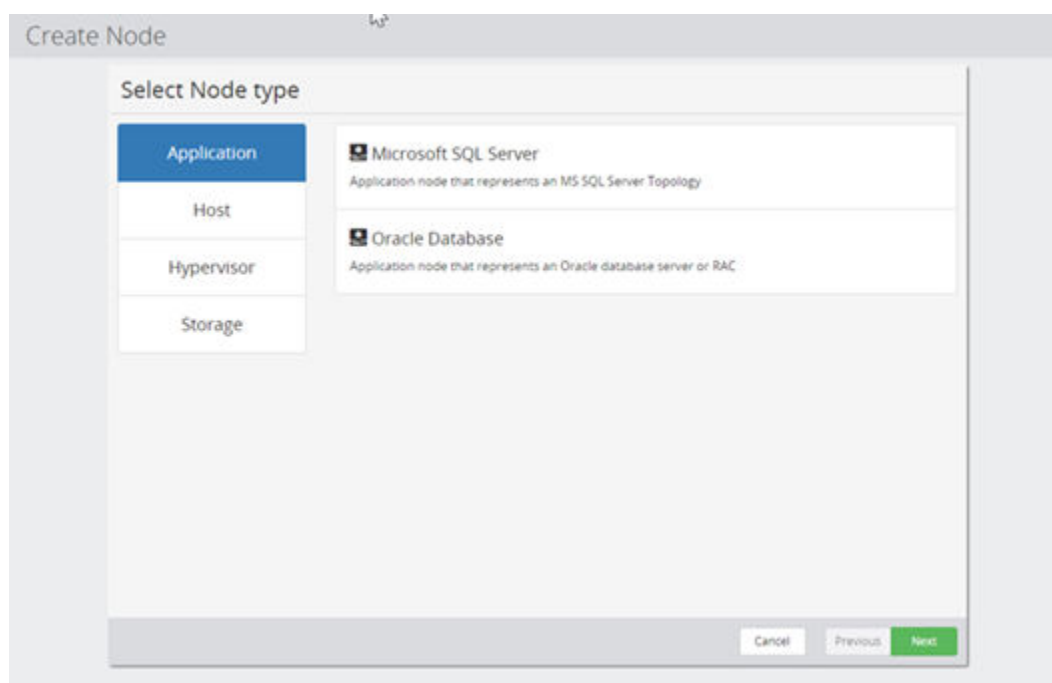 Create Node
Select Node type
Application
Host
Hypervisor
Storage
Microsoft SQL Server
Application node that represents an MS SQL Server Topology
Oracle Database
Application node that represents an Oracle database server or RAC
Cancel
Previous
Next